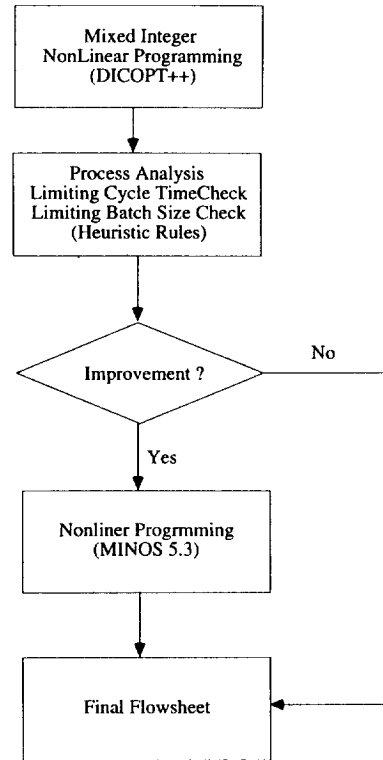 Mixed Integer
NonLinear Programming
(DICOPT++)
Process Analysis
Limiting Cycle TimeCheck
Limiting Batch Size Check
(Heuristic Rules)
Improvement ?
No
Yes
Nonliner Progrmming
(MINOS 5.3)
Final Flowsheet